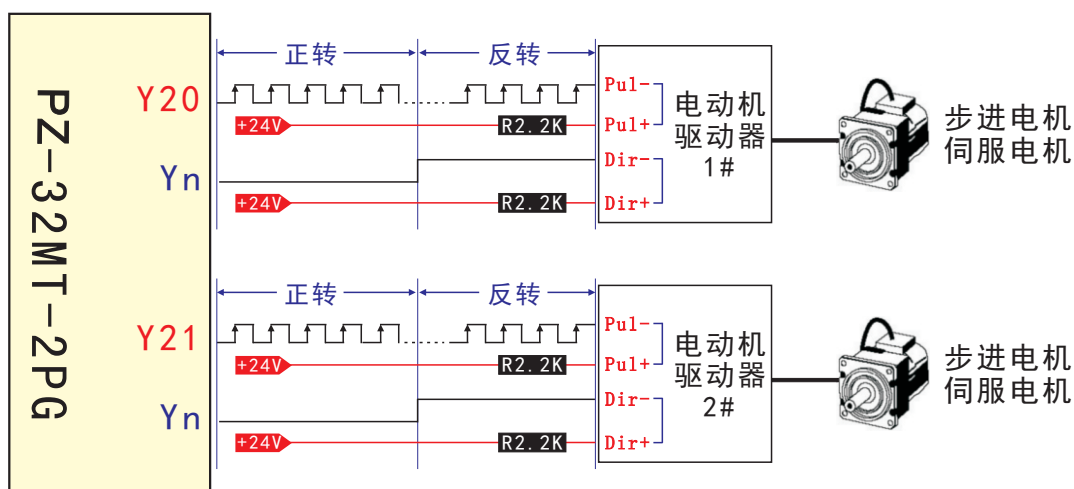 PZ-32MT-2PG
正转
反转
Y20
Pul-
+24V
R2.2K
Pul+
Yn
Dir-
+24V
R2.2K
Dir+
电动机
驱动器
1#
步进电机
伺服电机
正转
反转
Y21
Pul-
+24V
R2.2K
Pul+
Yn
Dir-
+24V
R2.2K
Dir+
电动机
驱动器
2#
步进电机
伺服电机